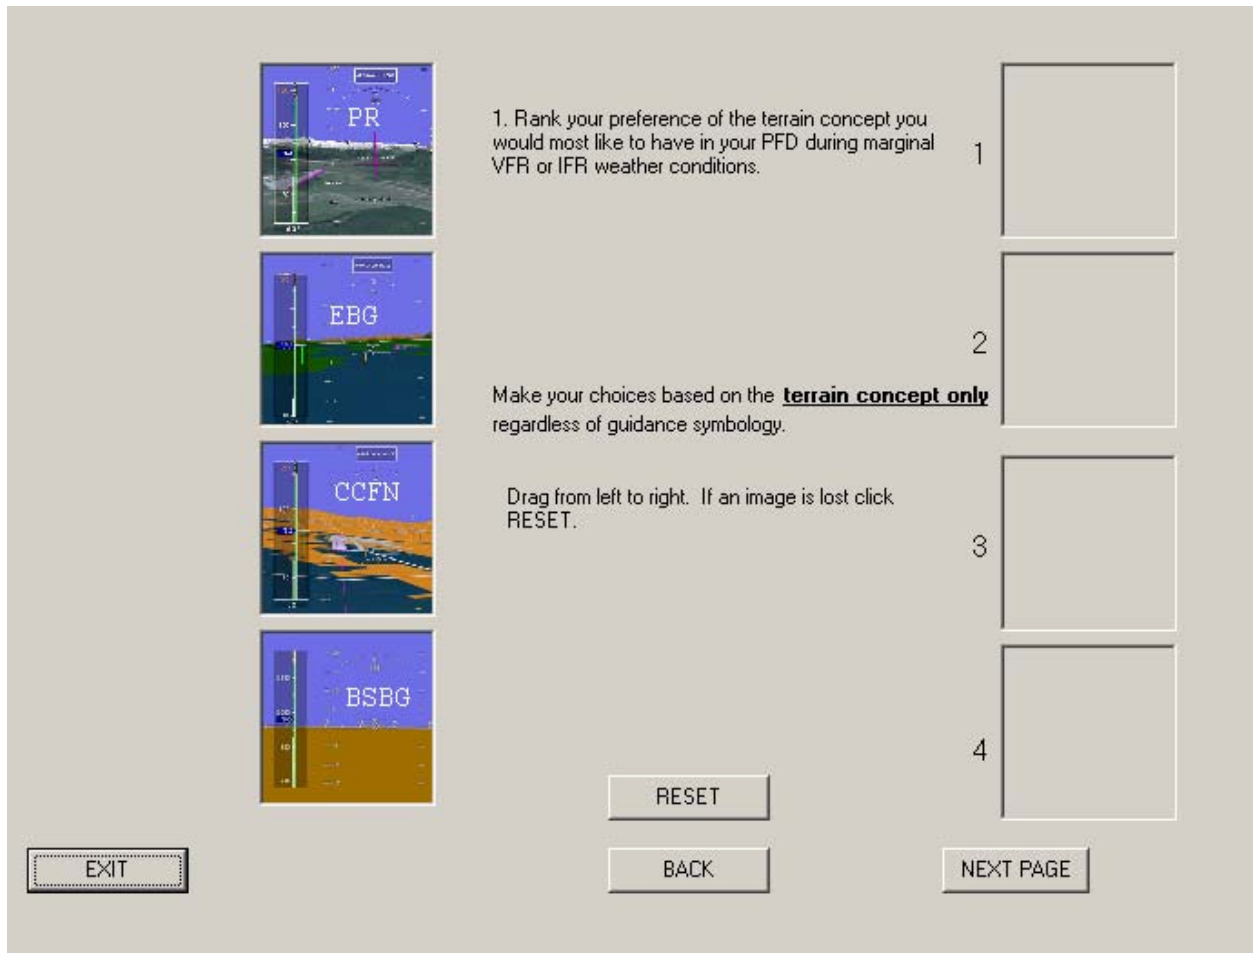 PR
1. Rank your preference of the terrain concept you
would most like to have in your PFD during marginal
VFR or IFR weather conditions.
1
EBG
2
Make your choices based on the terrain concept only
regardless of guidance symbology.
CCFN
Drag from left to right. If an image is lost click
RESET.
3
BSBG
4
RESET
EXIT
BACK
NEXT PAGE